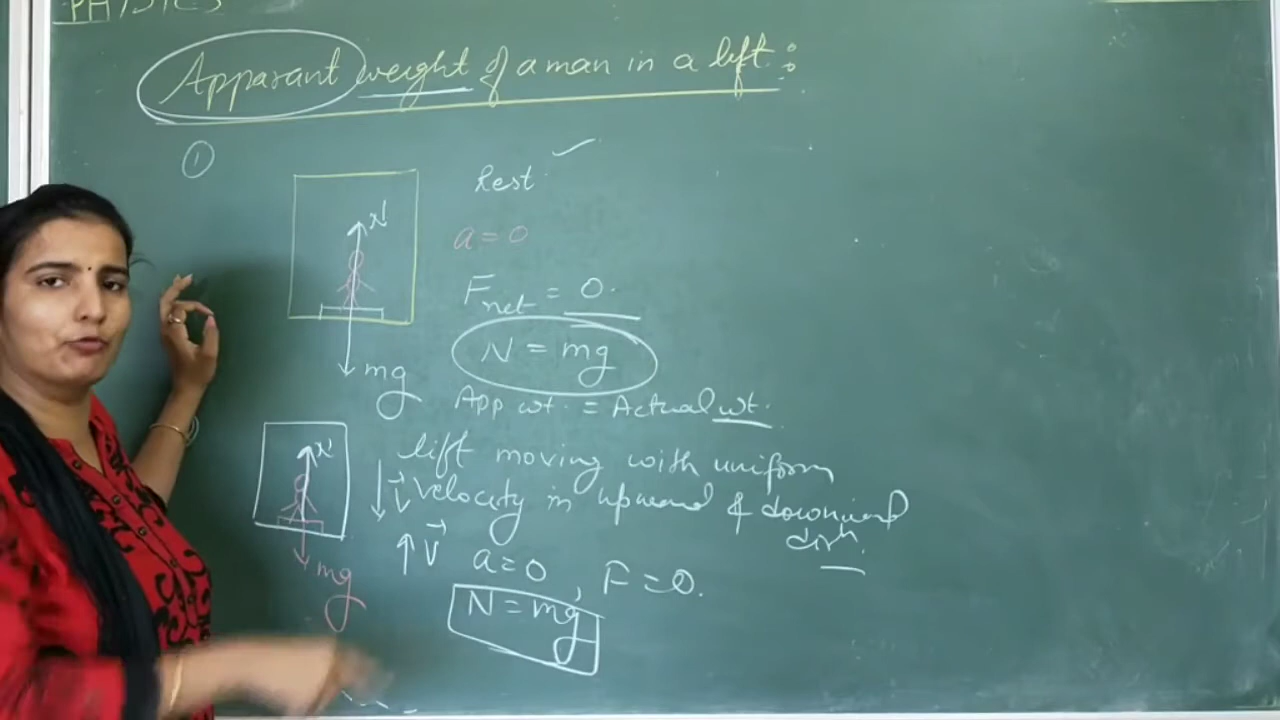 PHYSICS
Apparant weight of a man in a lift:
①
Rest
N
a = 0
Fnet = 0.
N = mg
mg
App wt. = Actual wt.
N
lift moving with uniform
V velocity in upward & downward
dirn.
V
a = 0, F = 0.
mg
N = mg